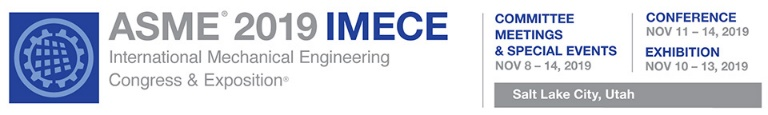 ASME® 2019 IMECE
International Mechanical Engineering
Congress & Exposition®
COMMITTEE
MEETINGS
& SPECIAL EVENTS
NOV 8 – 14, 2019
CONFERENCE
NOV 11 – 14, 2019
EXHIBITION
NOV 10 – 13, 2019
Salt Lake City, Utah